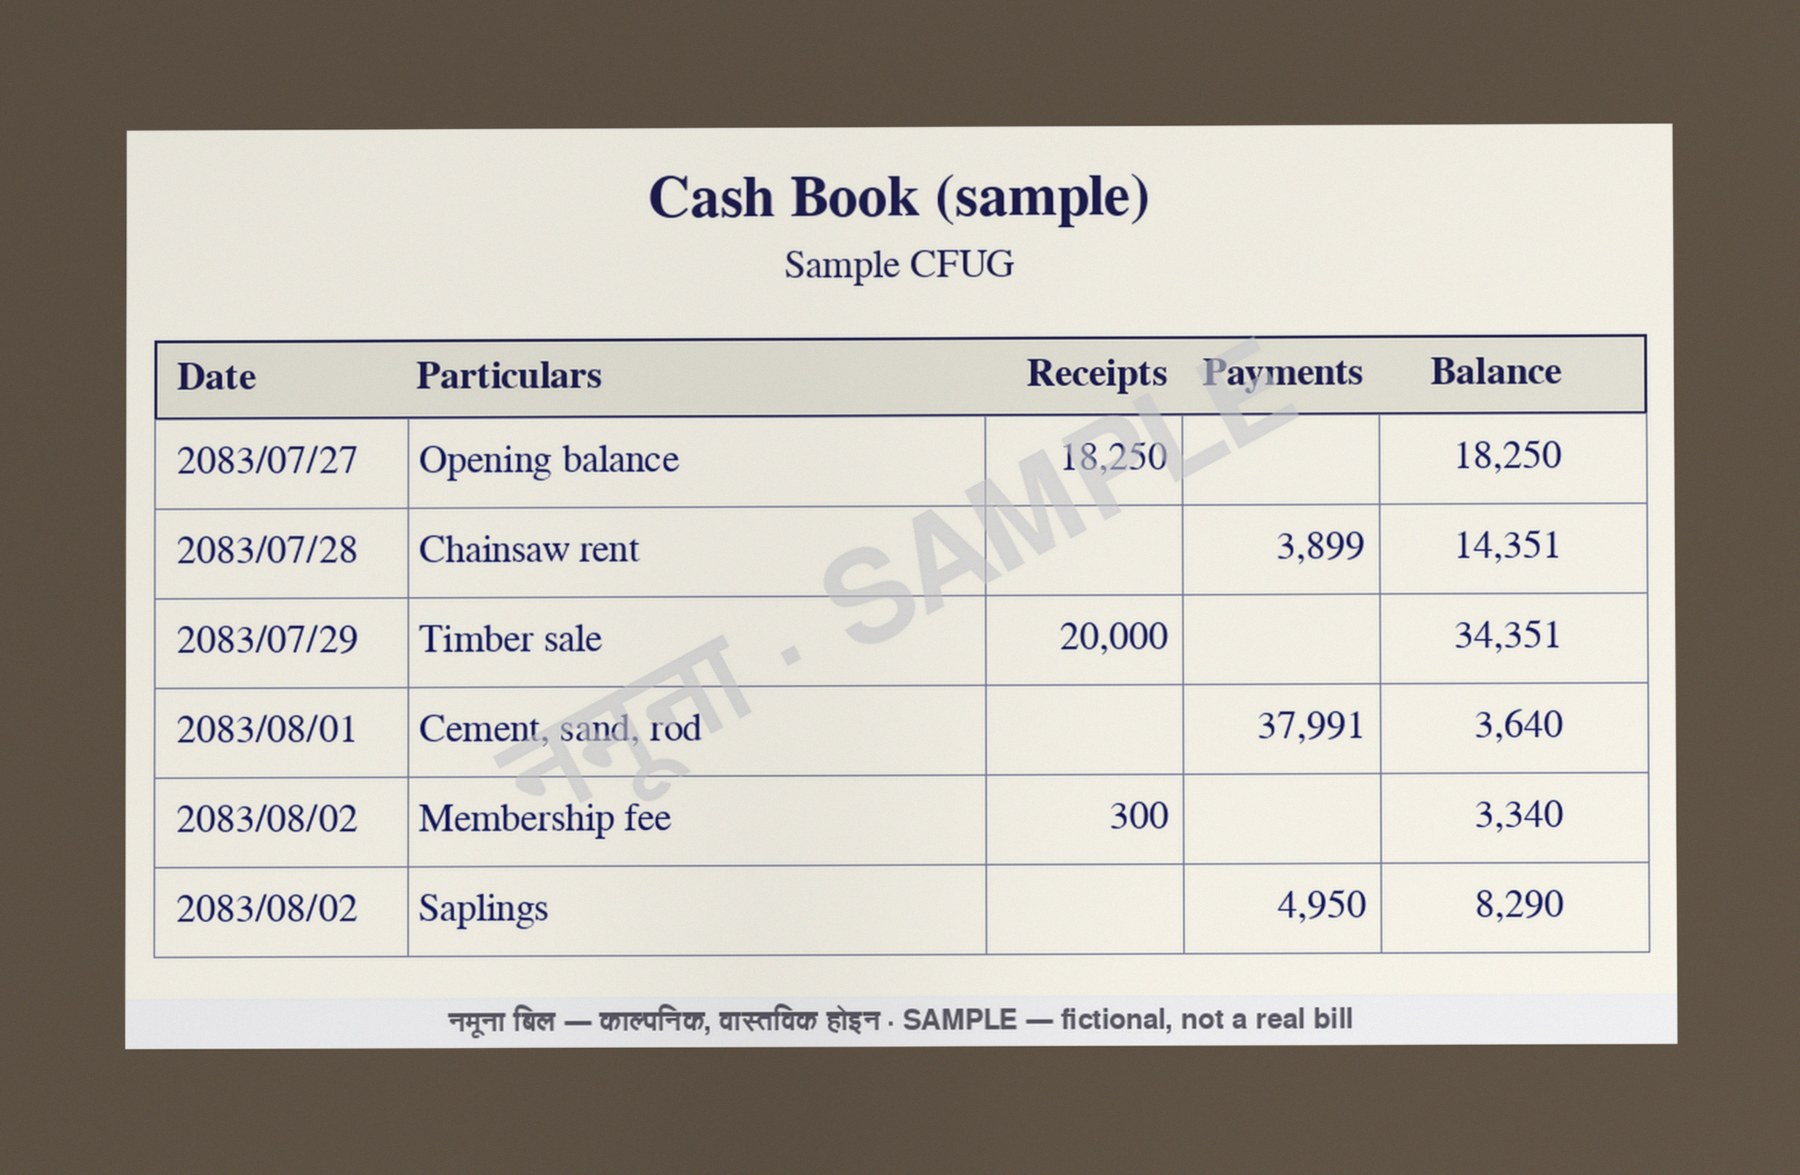 Cash Book (sample)
Sample CFUG
Date Particulars Receipts Payments Balance
2083/07/27 Opening balance 18,250 18,250
2083/07/28 Chainsaw rent 3,899 14,351
2083/07/29 Timber sale 20,000 34,351
2083/08/01 Cement, sand, rod 37,991 3,640
2083/08/02 Membership fee 300 3,340
2083/08/02 Saplings 4,950 8,290
नमूना · SAMPLE
नमूना बिल — काल्पनिक, वास्तविक होइन · SAMPLE — fictional, not a real bill